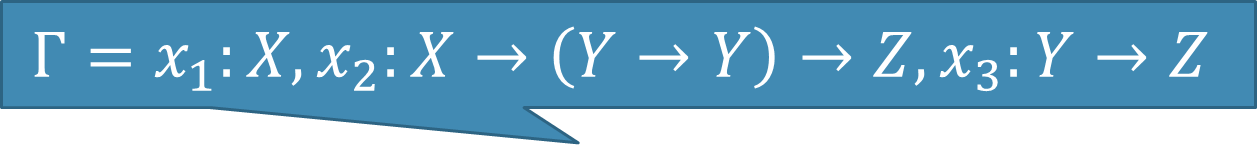 Γ = x₁: X, x₂: X → (Y → Y) → Z, x₃: Y → Z